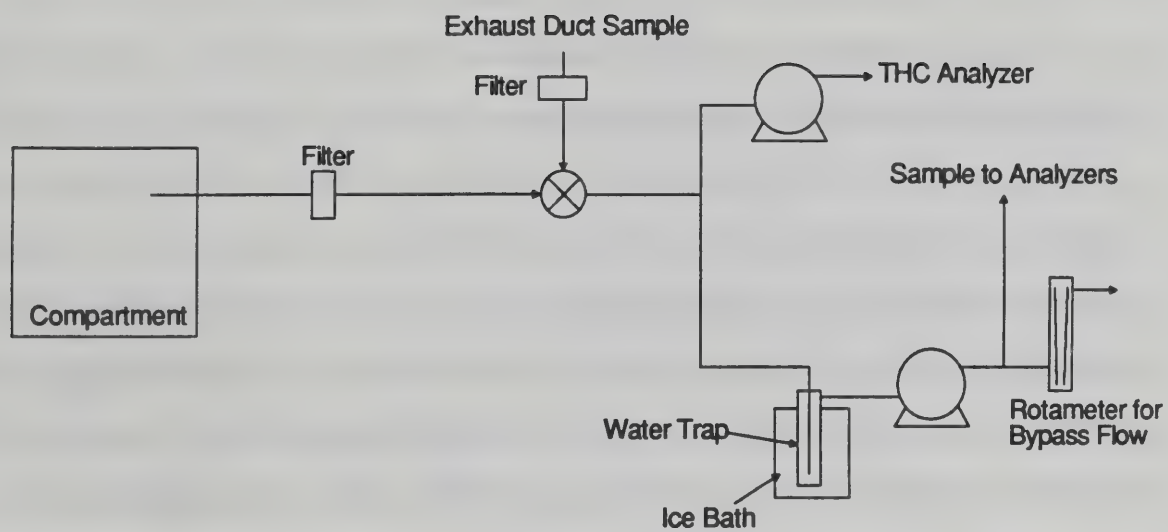 Exhaust Duct Sample
Filter
THC Analyzer
Filter
Sample to Analyzers
Compartment
Rotameter for
Bypass Flow
Water Trap
Ice Bath